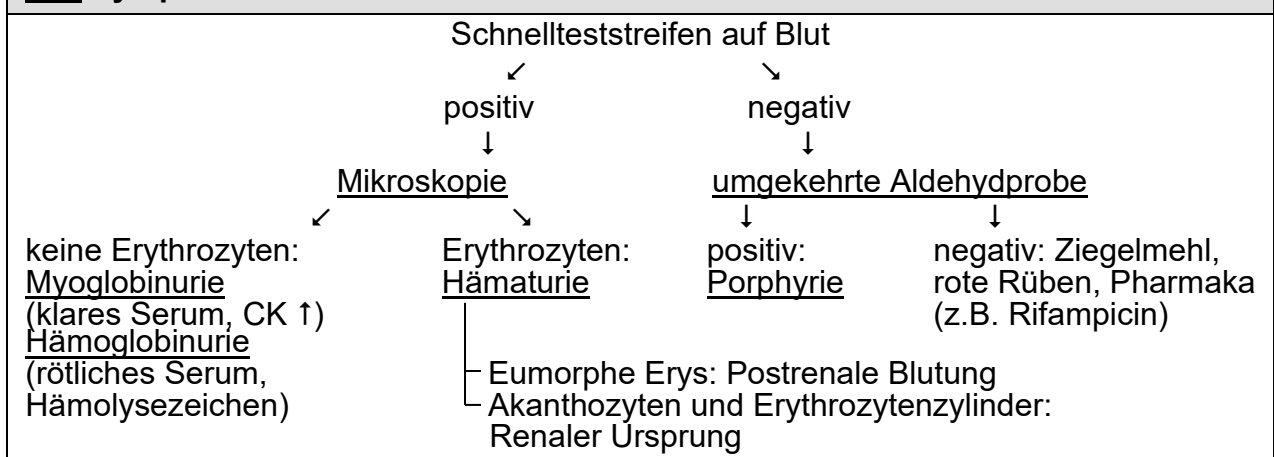 Schnellteststreifen auf Blut
↙ ↘
positiv negativ
↓ ↓
Mikroskopie umgekehrte Aldehydprobe
↙ ↘ ↓ ↓
keine Erythrozyten: Erythrozyten: positiv: negativ: Ziegelmehl,
Myoglobinurie Hämaturie Porphyrie rote Rüben, Pharmaka
(klares Serum, CK ↑) (z.B. Rifampicin)
Hämoglobinurie
(rötliches Serum, Eumorphe Erys: Postrenale Blutung
Hämolysezeichen) Akanthozyten und Erythrozytenzylinder:
Renaler Ursprung